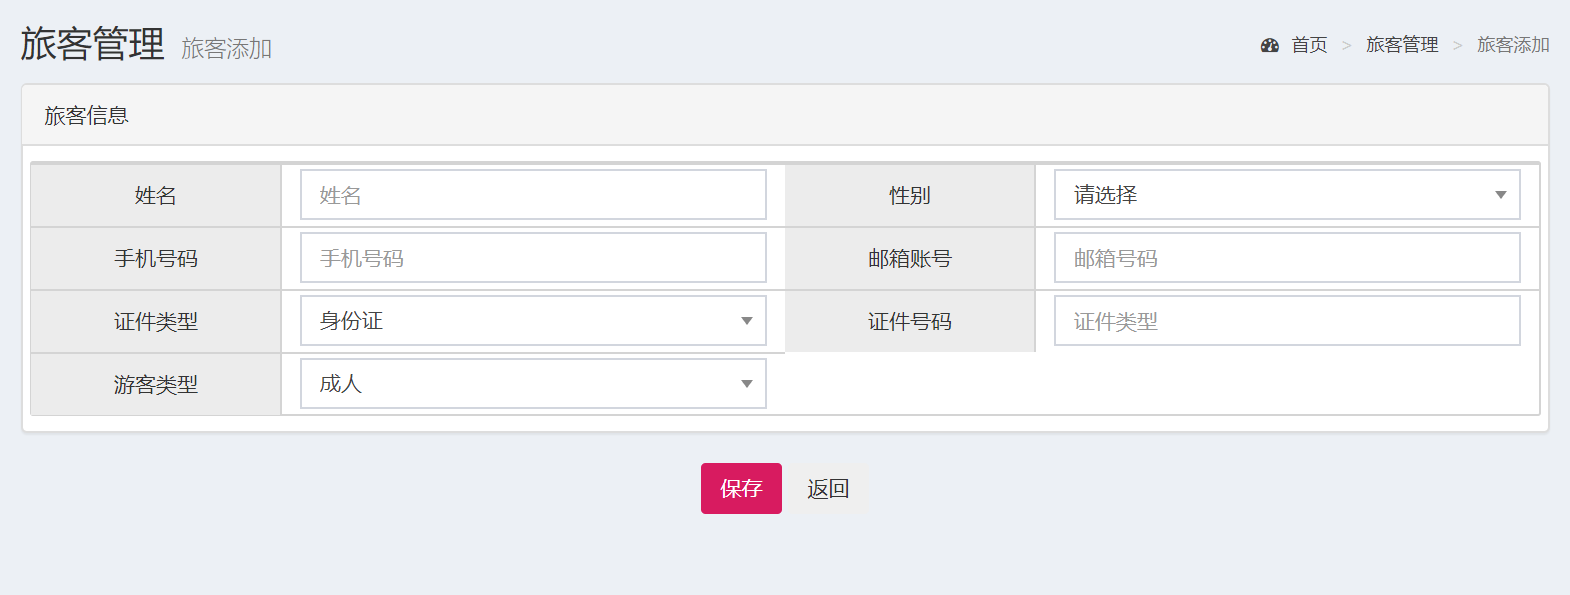 旅客管理 旅客添加
首页 > 旅客管理 > 旅客添加
旅客信息
姓名 姓名 性别 请选择
手机号码 手机号码 邮箱账号 邮箱号码
证件类型 身份证 证件号码 证件类型
游客类型 成人
保存 返回